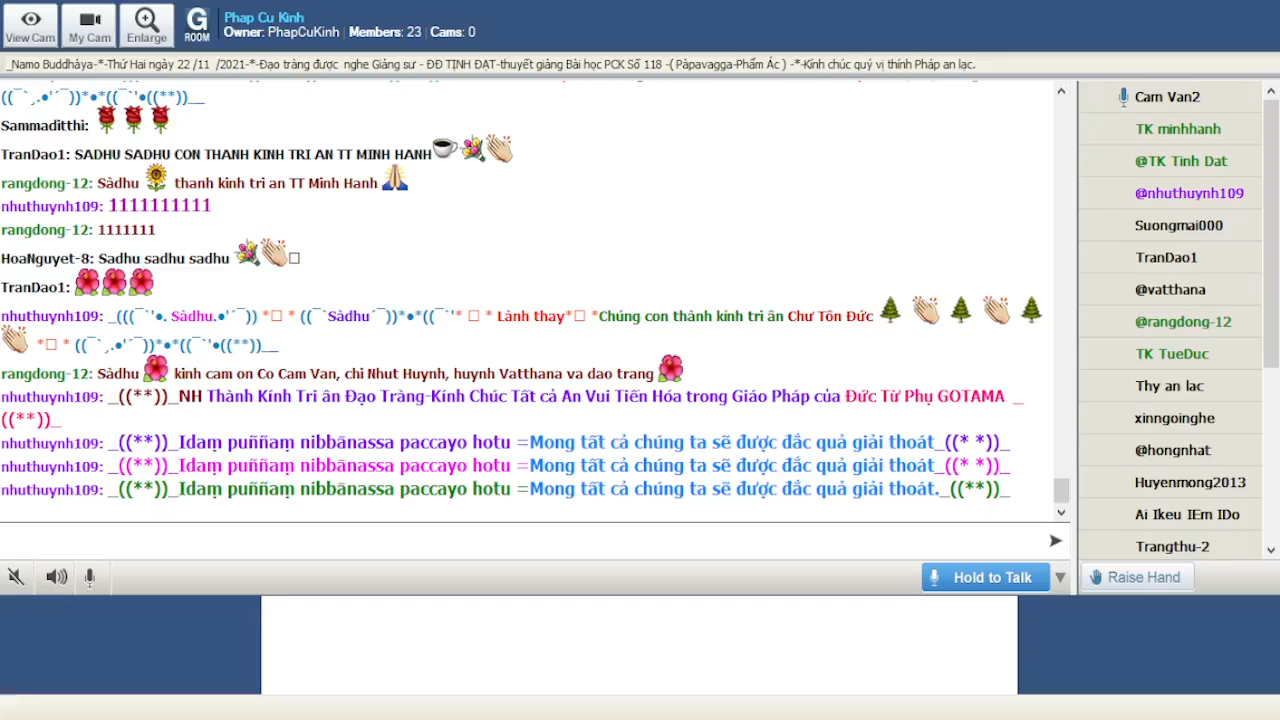 View Cam
My Cam
Enlarge
G
ROOM
Phap Cu Kinh
Owner: PhapCuKinh | Members: 23 | Cams: 0
_Namo Buddhàya-*-Thứ Hai ngày 22 /11 /2021-*-Đạo tràng được nghe Giảng sư - ĐĐ TỊNH ĐẠT-thuyết giảng Bài học PCK Số 118 -( Pàpavagga-Phẩm Ác ) -*-Kính chúc quý vị thính Pháp an lạc.
((¯`¸.•'´¯))*•*((¯`'•((**))__
Sammaditthi:
TranDao1: SADHU SADHU CON THANH KINH TRI AN TT MINH HANH
rangdong-12: Sàdhu thanh kinh tri an TT Minh Hanh
nhuthuynh109: 1111111111
rangdong-12: 1111111
HoaNguyet-8: Sadhu sadhu sadhu
TranDao1:
nhuthuynh109: _(((¯`'•. Sàdhu.•'´¯)) *▯ * ((¯`Sàdhu´¯))*•*((¯`'* ▯ * Lành thay*▯ *Chúng con thành kính tri ân Chư Tôn Đức
*▯ * ((¯`¸.•'´¯))*•*((¯`'•((**))__
rangdong-12: Sàdhu kinh cam on Co Cam Van, chi Nhut Huynh, huynh Vatthana va dao trang
nhuthuynh109: _((**))_NH Thành Kính Tri ân Đạo Tràng-Kính Chúc Tất cả An Vui Tiến Hóa trong Giáo Pháp của Đức Từ Phụ GOTAMA _
((**))_
nhuthuynh109: _((**))_Idaṃ puññaṃ nibbānassa paccayo hotu =Mong tất cả chúng ta sẽ được đắc quả giải thoát_((* *))_
nhuthuynh109: _((**))_Idaṃ puññaṃ nibbānassa paccayo hotu =Mong tất cả chúng ta sẽ được đắc quả giải thoát_((* *))_
nhuthuynh109: _((**))_Idaṃ puññaṃ nibbānassa paccayo hotu =Mong tất cả chúng ta sẽ được đắc quả giải thoát._((**))_
Hold to Talk
Cam Van2
TK minhhanh
@TK Tinh Dat
@nhuthuynh109
Suongmai000
TranDao1
@vatthana
@rangdong-12
TK TueDuc
Thy an lac
xinngoinghe
@hongnhat
Huyenmong2013
Ai Ikeu IEm IDo
Trangthu-2
Raise Hand